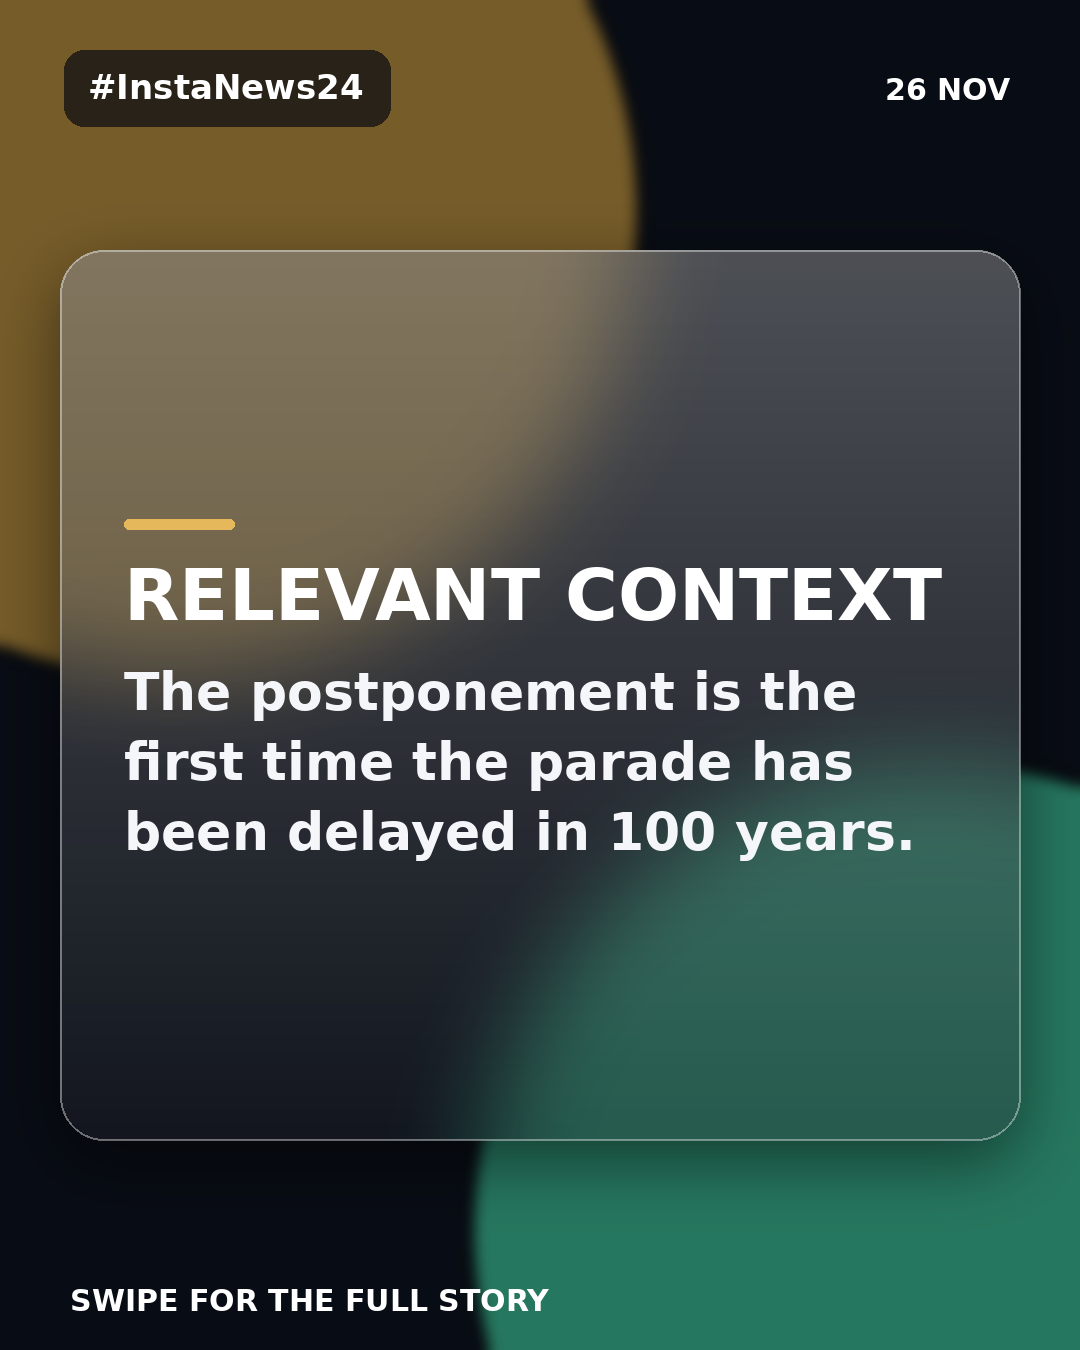 #InstaNews24
26 NOV
RELEVANT CONTEXT
The postponement is the
first time the parade has
been delayed in 100 years.
SWIPE FOR THE FULL STORY